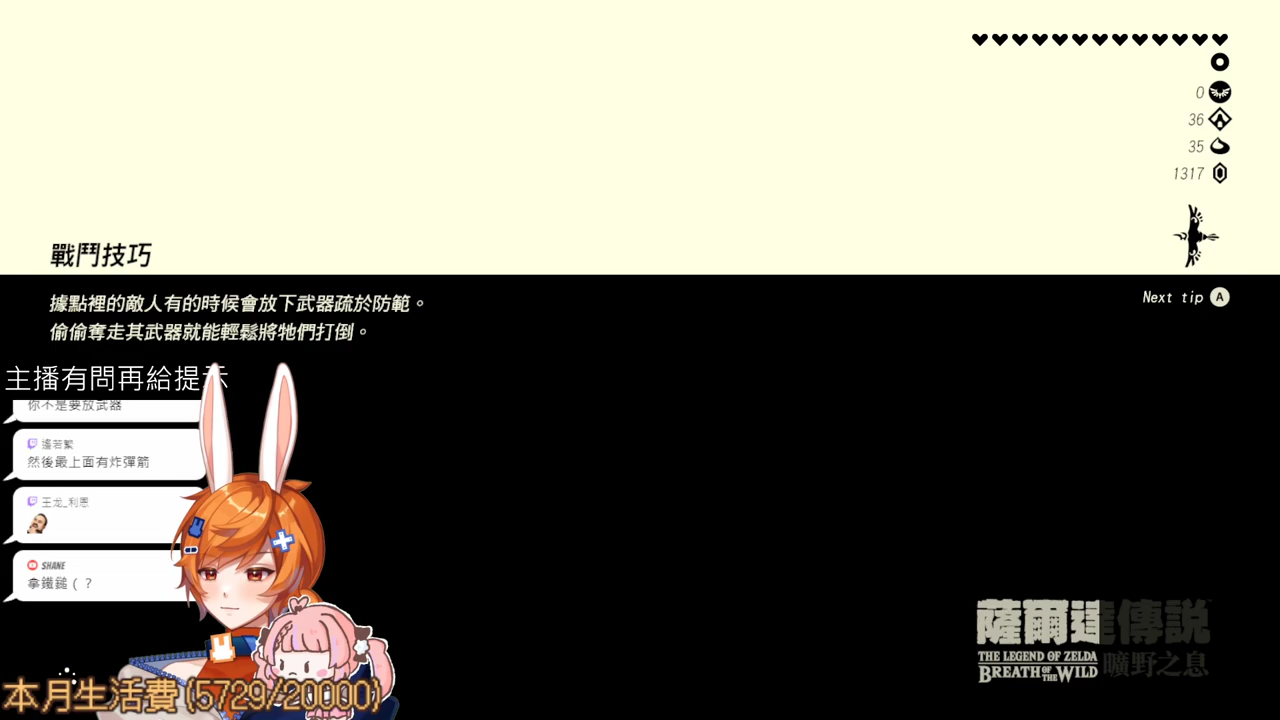 0
36
35
1317
戰鬥技巧
據點裡的敵人有的時候會放下武器疏於防範。
偷偷奪走其武器就能輕鬆將牠們打倒。
Next tip A
主播有問再給提示
你不是要放武器
遙若繁
然後最上面有炸彈箭
王龙_利恩
SHANE
拿鐵鎚（？
薩爾達傳說
THE LEGEND OF ZELDA
BREATH OF THE WILD 曠野之息
本月生活費(5729/20000)